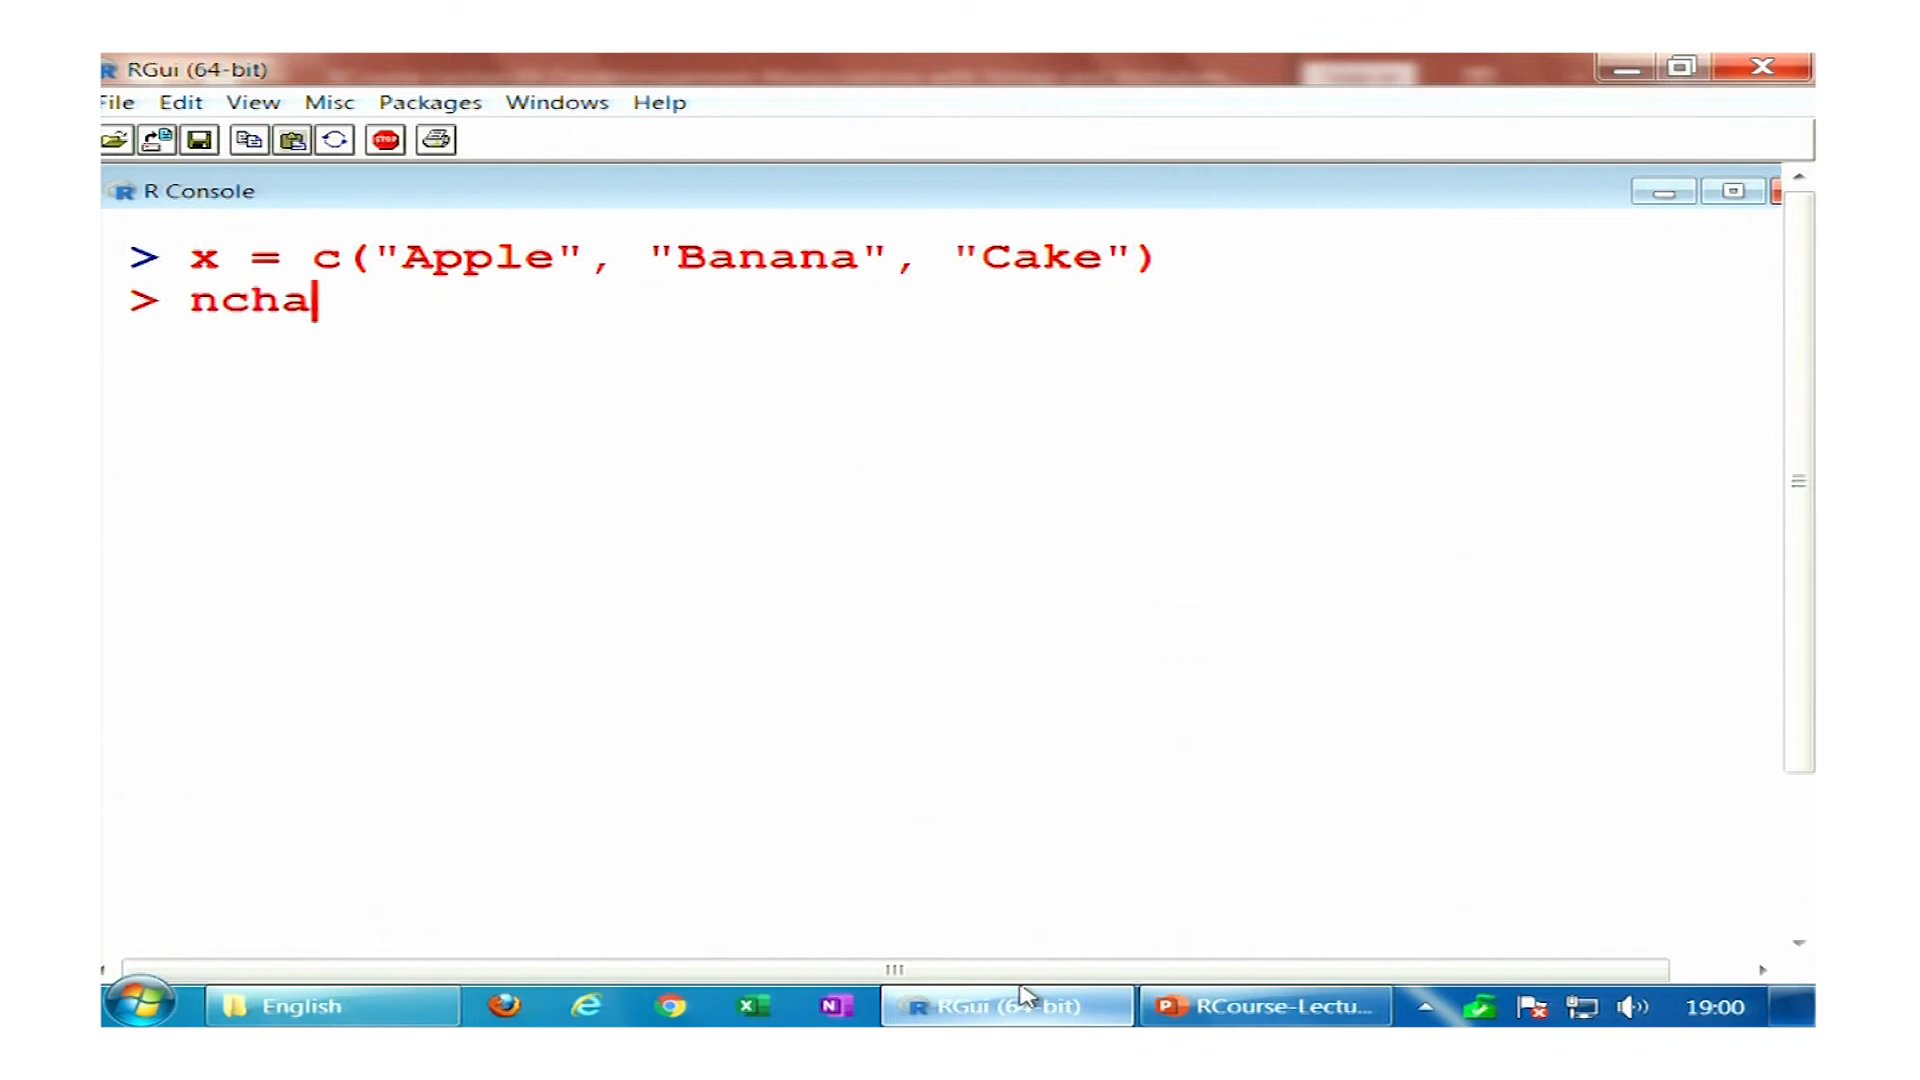 RGui (64-bit)
File Edit View Misc Packages Windows Help
STOP
R Console
> x = c("Apple", "Banana", "Cake")
> ncha
English
RGui (64-bit)
RCourse-Lectu...
19:00